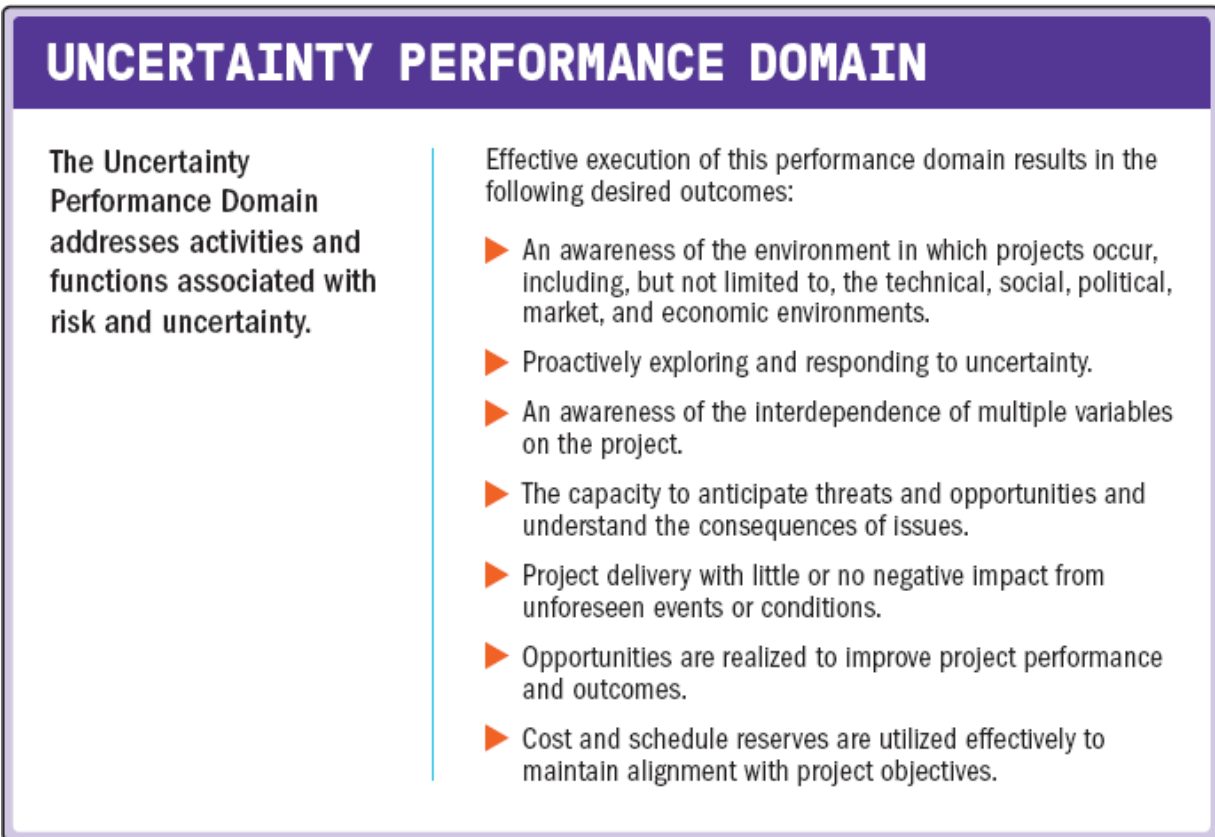 UNCERTAINTY PERFORMANCE DOMAIN
The Uncertainty
Performance Domain
addresses activities and
functions associated with
risk and uncertainty.
Effective execution of this performance domain results in the
following desired outcomes:
An awareness of the environment in which projects occur,
including, but not limited to, the technical, social, political,
market, and economic environments.
Proactively exploring and responding to uncertainty.
An awareness of the interdependence of multiple variables
on the project.
The capacity to anticipate threats and opportunities and
understand the consequences of issues.
Project delivery with little or no negative impact from
unforeseen events or conditions.
Opportunities are realized to improve project performance
and outcomes.
Cost and schedule reserves are utilized effectively to
maintain alignment with project objectives.